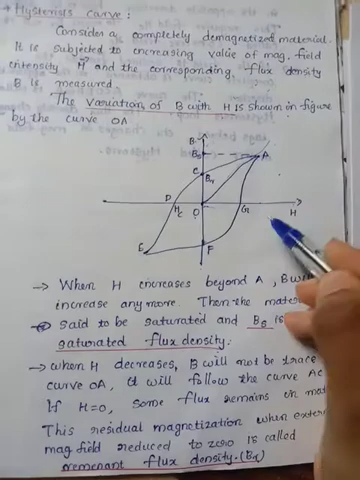 → Hysterisis Curve :
Consider a completely demagnetized material.
It is subjected to increasing value of mag. field
intensity H and the corresponding flux density
B is measured
The variation of B with H is shown in figure
by the curve OA
B
Bs A
C
Br
D
Hc O G H
E F
→ When H increases beyond A, B will
increase any more. Then the mater
said to be saturated and Bs is
saturated flux density.
→ when H decreases, B will not be trace
curve OA, it will follow the curve AC
If H=0, some flux remains in mat
This residual magnetization when extern
mag field reduced to zero is called
remenant flux density. (Br)